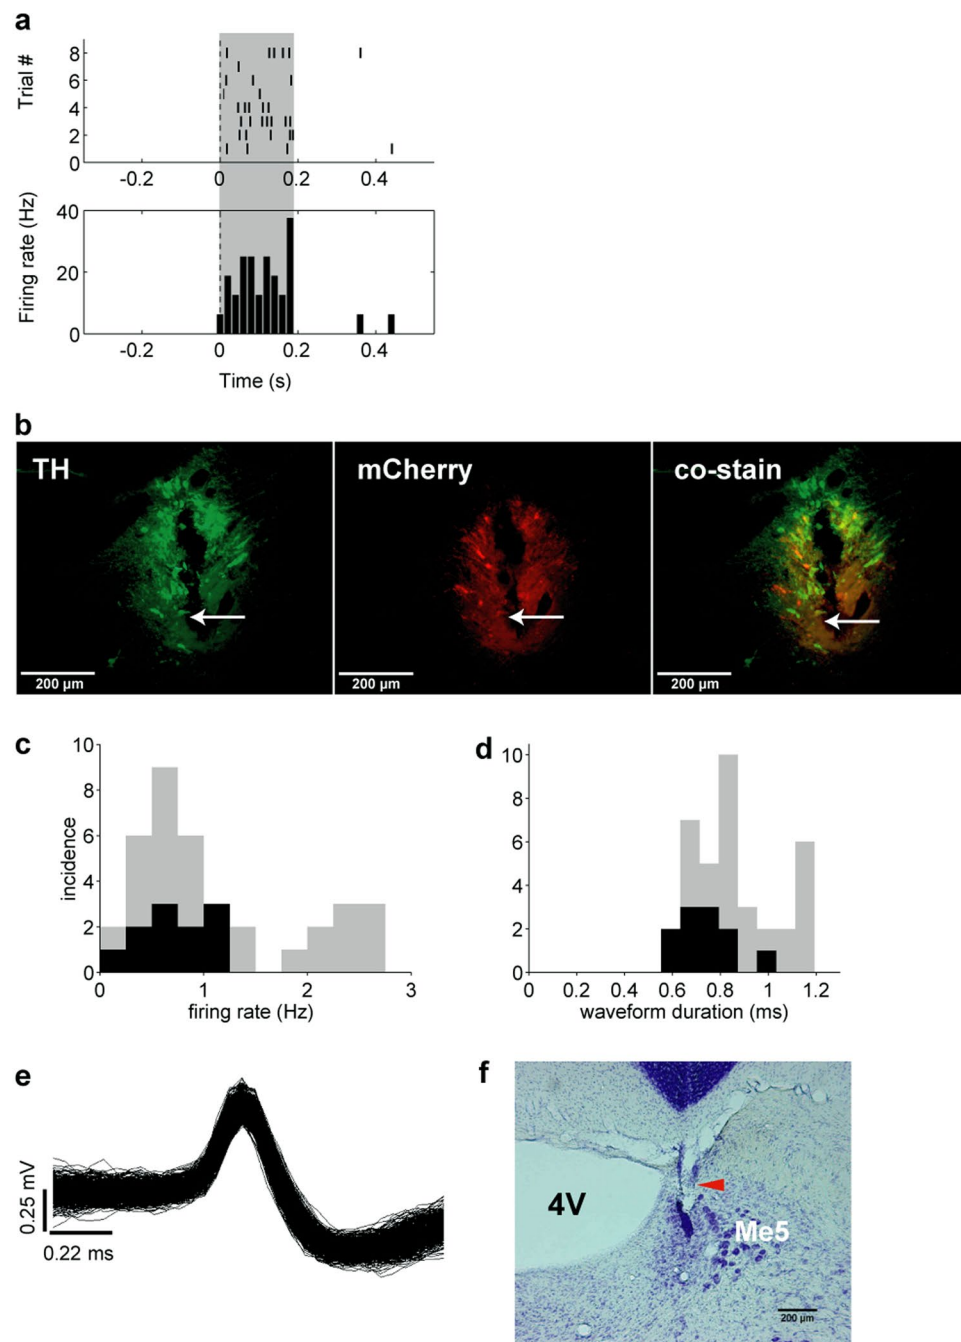 a
Trial #
8
6
4
2
0
-0.2 0 0.2 0.4
Firing rate (Hz)
40
20
0
-0.2 0 0.2 0.4
Time (s)
b
TH
mCherry
co-stain
200 µm
200 µm
200 µm
c
incidence
10
8
6
4
2
0
0 1 2 3
firing rate (Hz)
d
10
8
6
4
2
0
0 0.2 0.4 0.6 0.8 1 1.2
waveform duration (ms)
e
0.25 mV
0.22 ms
f
4V
Me5
200 µm